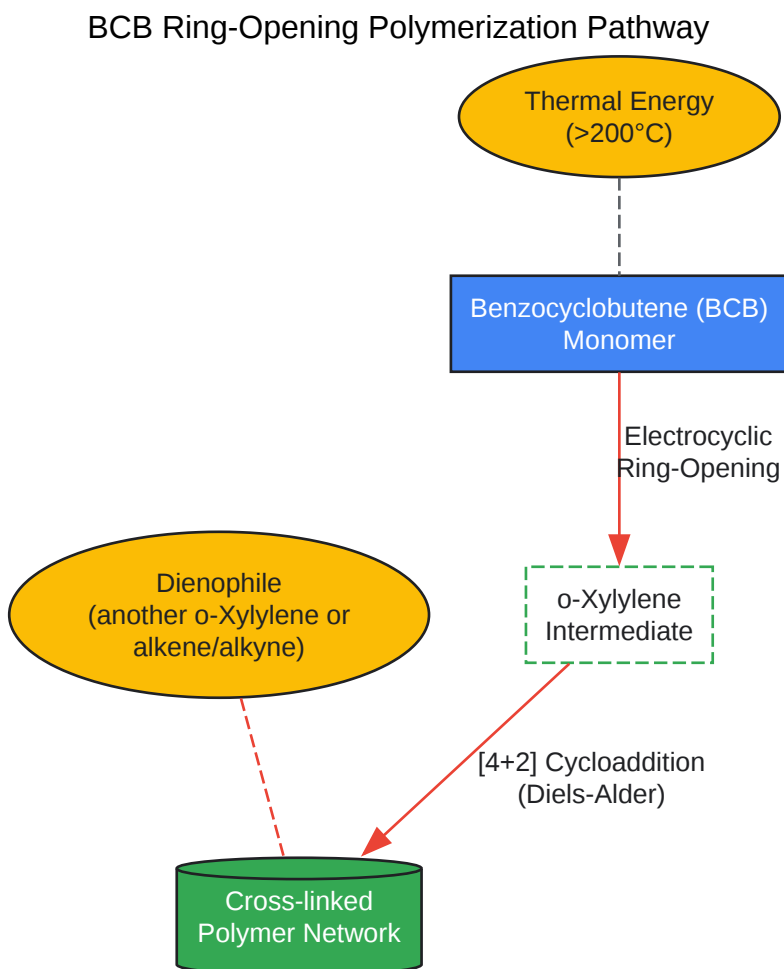 BCB Ring-Opening Polymerization Pathway
Thermal Energy
(>200°C)
Benzocyclobutene (BCB)
Monomer
Electrocyclic
Ring-Opening
Dienophile
(another o-Xylylene or
alkene/alkyne)
o-Xylylene
Intermediate
[4+2] Cycloaddition
(Diels-Alder)
Cross-linked
Polymer Network